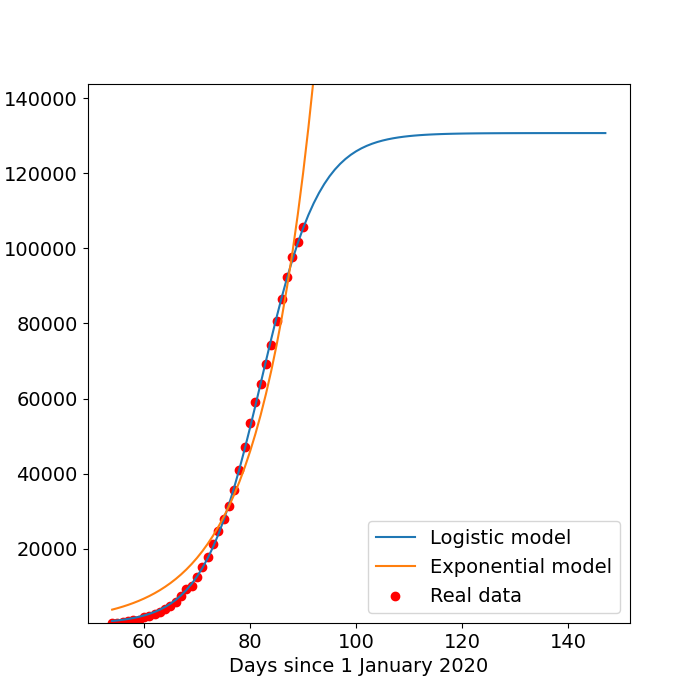 140000
120000
100000
80000
60000
40000
20000
60 80 100 120 140
Days since 1 January 2020
Logistic model
Exponential model
Real data